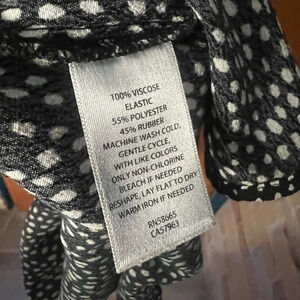 100% VISCOSE
ELASTIC
55% POLYESTER
45% RUBBER
MACHINE WASH COLD,
GENTLE CYCLE,
WITH LIKE COLORS
ONLY NON-CHLORINE
BLEACH IF NEEDED
RESHAPE, LAY FLAT TO DRY
WARM IRON IF NEEDED
RN58665
CA57963